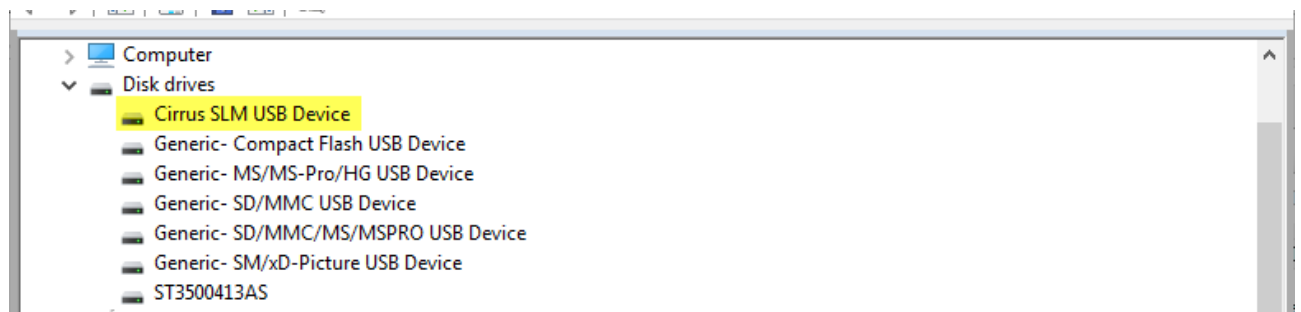 Computer
Disk drives
Cirrus SLM USB Device
Generic- Compact Flash USB Device
Generic- MS/MS-Pro/HG USB Device
Generic- SD/MMC USB Device
Generic- SD/MMC/MS/MSPRO USB Device
Generic- SM/xD-Picture USB Device
ST3500413AS